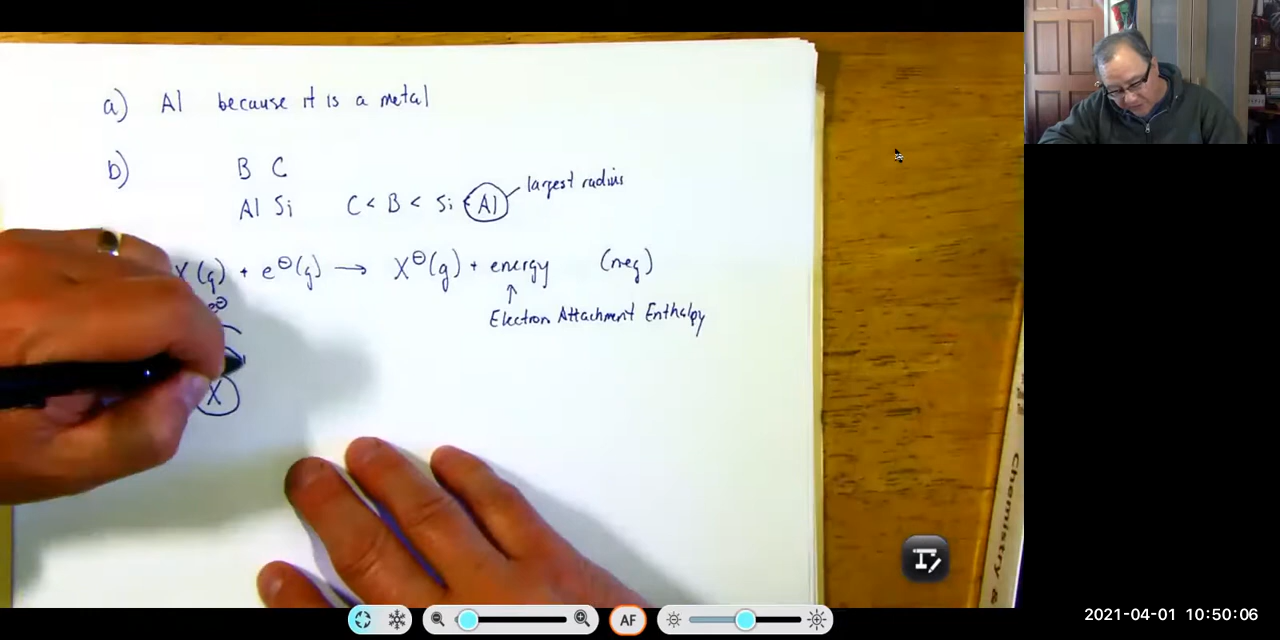 a) Al because it is a metal
b) B C
Al Si C < B < Si < Al largest radius
X(g) + e⊖(g) → X⊖(g) + energy (neg)
↑
Electron Attachment Enthalpy
e⊖
X
Chemistry &
AF
2021-04-01 10:50:06